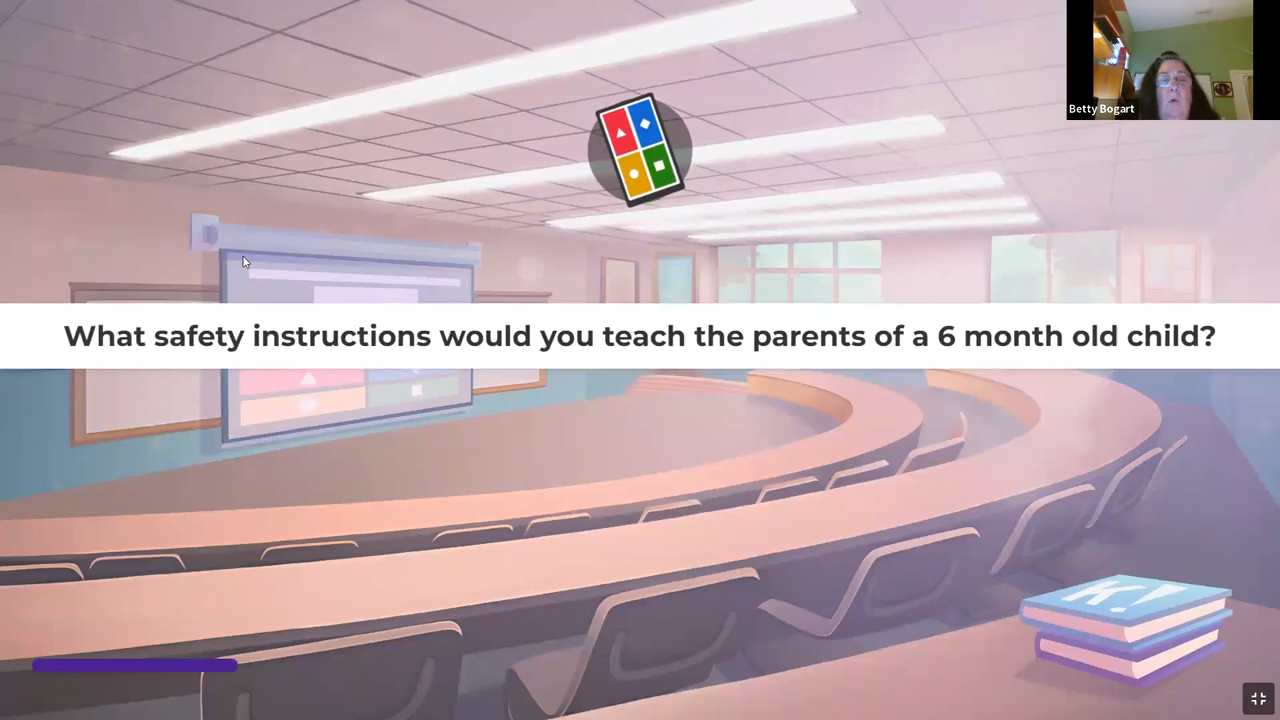 Betty Bogart
What safety instructions would you teach the parents of a 6 month old child?
K!